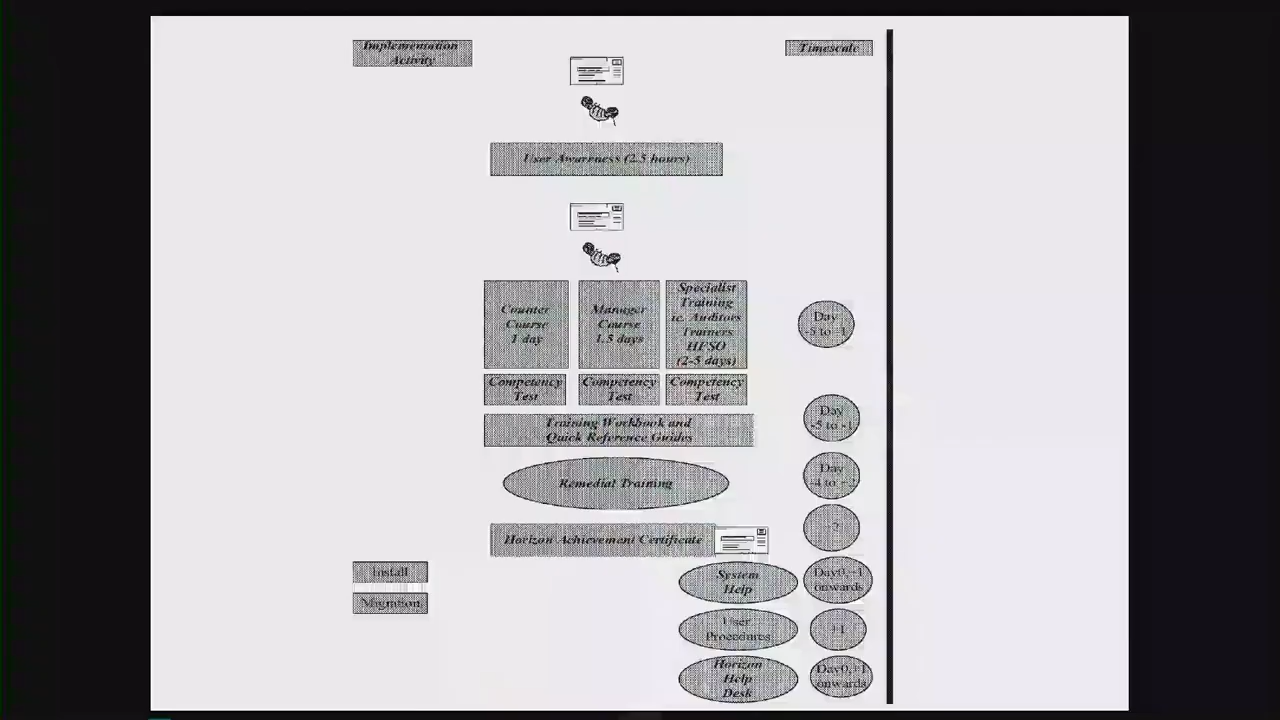 Implementation
Activity
Timescale
User Awareness (2.5 hours)
Counter
Course
1 day
Manager
Course
1.5 days
Specialist
Training
ie. Auditors
Trainers
HFSO
(2-5 days)
Day
-5 to -1
Competency
Test
Competency
Test
Competency
Test
Training Workbook and
Quick Reference Guides
Day
-5 to -1
Remedial Training
Day
-4 to
Horizon Achievement Certificate
Install
System
Help
Day0,+1
onwards
Migration
User
Procedures
+1
Horizon
Help
Desk
Day0,+1
onwards